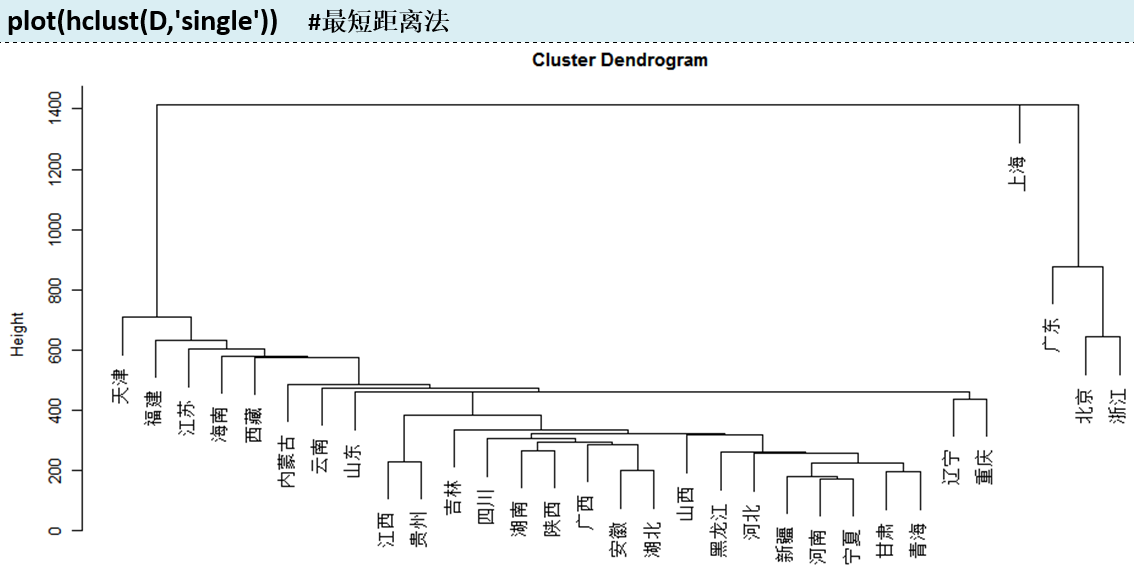 plot(hclust(D,'single')) #最短距离法
Cluster Dendrogram
Height
1400
1200
1000
800
600
400
200
0
天津
福建
江苏
海南
西藏
内蒙古
云南
山东
江西
贵州
吉林
四川
湖南
陕西
广西
安徽
湖北
山西
黑龙江
河北
新疆
河南
宁夏
甘肃
青海
辽宁
重庆
上海
广东
北京
浙江